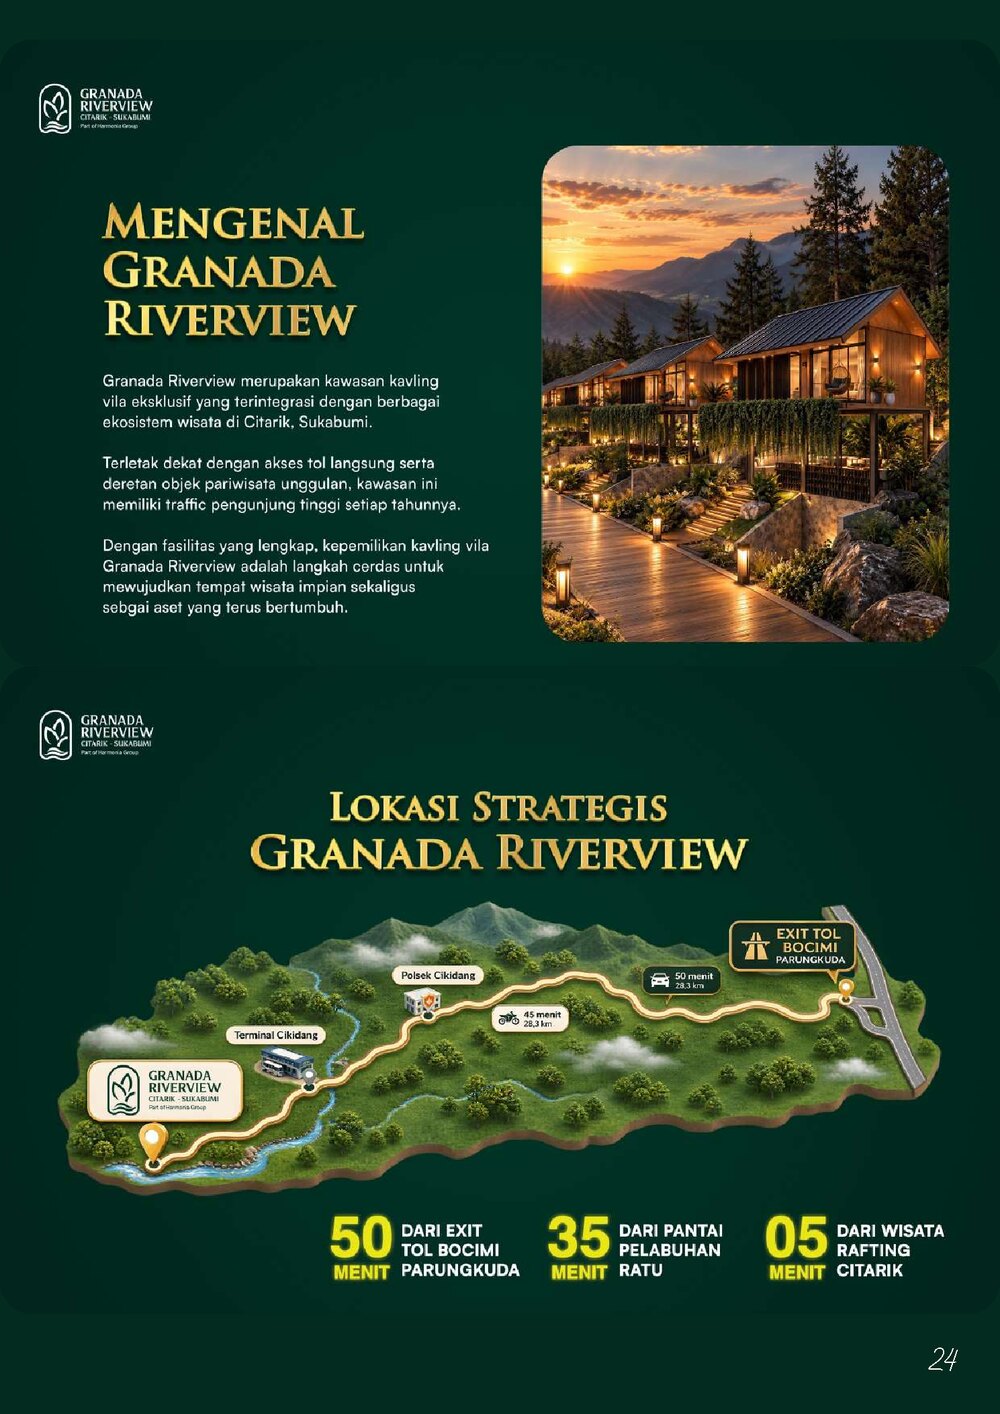 GRANADA
RIVERVIEW
CITARIK - SUKABUMI
Part of Harmonia Group
MENGENAL
GRANADA
RIVERVIEW
Granada Riverview merupakan kawasan kavling
vila eksklusif yang terintegrasi dengan berbagai
ekosistem wisata di Citarik, Sukabumi.
Terletak dekat dengan akses tol langsung serta
deretan objek pariwisata unggulan, kawasan ini
memiliki traffic pengunjung tinggi setiap tahunnya.
Dengan fasilitas yang lengkap, kepemilikan kavling vila
Granada Riverview adalah langkah cerdas untuk
mewujudkan tempat wisata impian sekaligus
sebgai aset yang terus bertumbuh.
GRANADA
RIVERVIEW
CITARIK - SUKABUMI
Part of Harmonia Group
LOKASI STRATEGIS
GRANADA RIVERVIEW
EXIT TOL
BOCIMI
PARUNGKUDA
Polsek Cikidang
50 menit
28,3 km
45 menit
28,3 km
Terminal Cikidang
GRANADA
RIVERVIEW
CITARIK - SUKABUMI
Part of Harmonia Group
50 MENIT DARI EXIT
TOL BOCIMI
PARUNGKUDA
35 MENIT DARI PANTAI
PELABUHAN
RATU
05 MENIT DARI WISATA
RAFTING
CITARIK
24